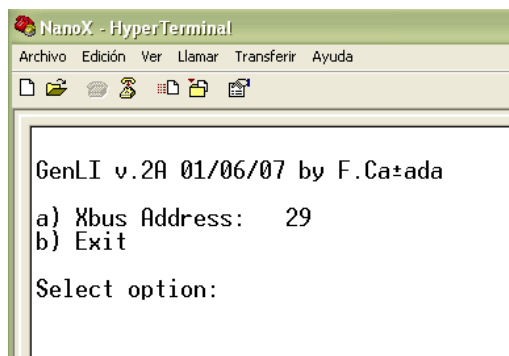 NanoX - HyperTerminal
Archivo Edición Ver Llamar Transferir Ayuda
GenLI v.2A 01/06/07 by F.Ca±ada
a) Xbus Address: 29
b) Exit
Select option: